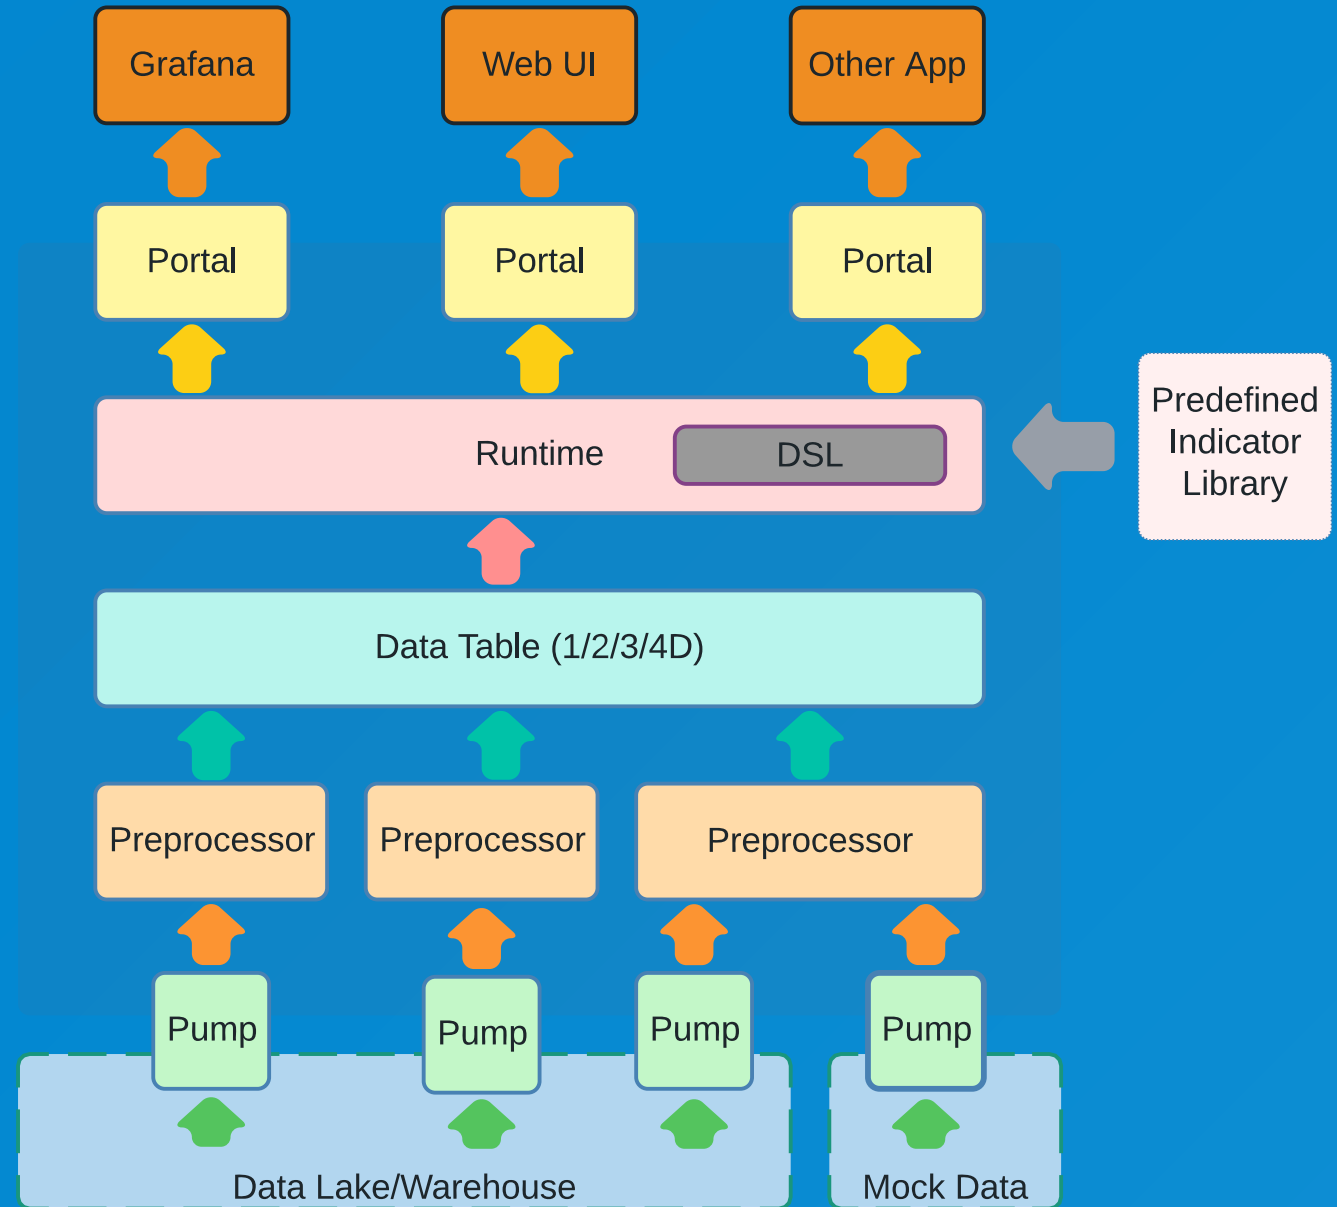 Grafana
Web UI
Other App
Portal
Portal
Portal
Runtime
DSL
Predefined
Indicator
Library
Data Table (1/2/3/4D)
Preprocessor
Preprocessor
Preprocessor
Pump
Pump
Pump
Pump
Data Lake/Warehouse
Mock Data